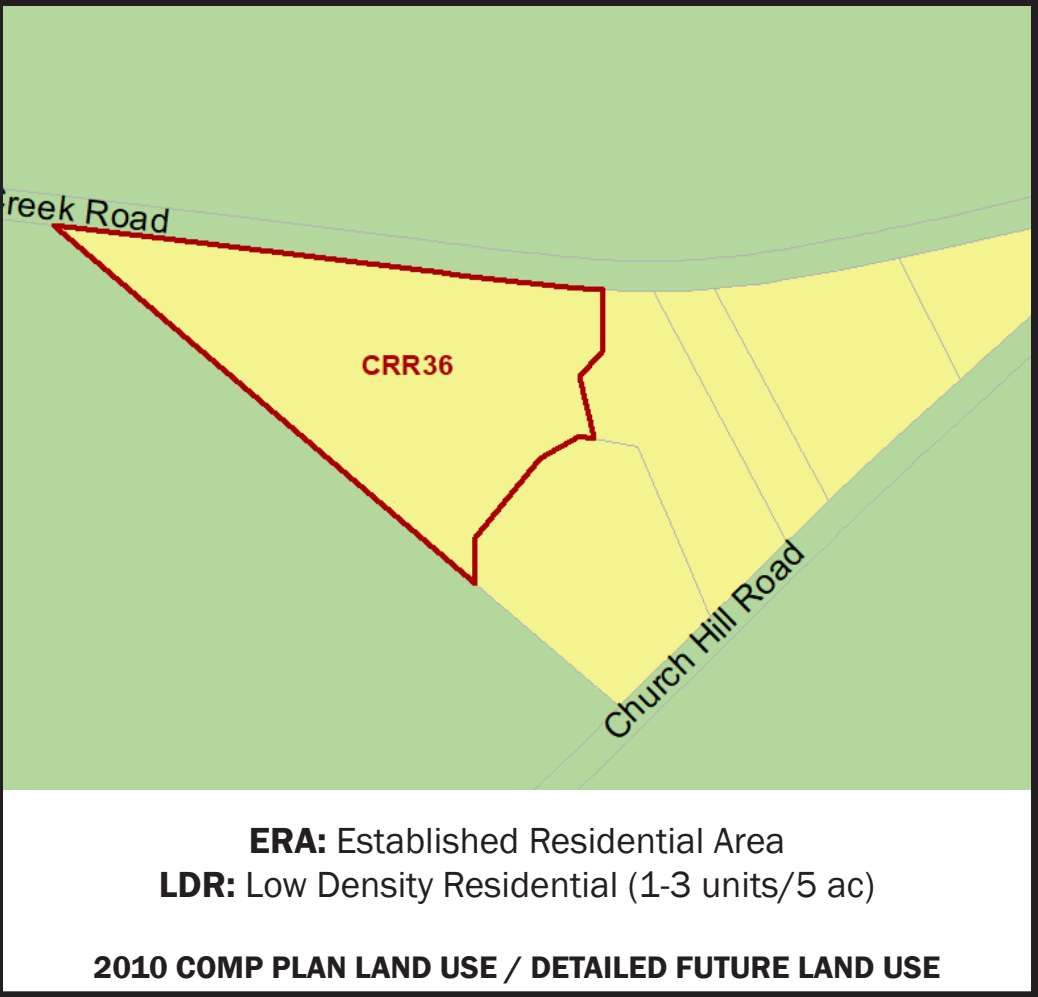 Creek Road
CRR36
Church Hill Road
ERA: Established Residential Area
LDR: Low Density Residential (1-3 units/5 ac)
2010 COMP PLAN LAND USE / DETAILED FUTURE LAND USE